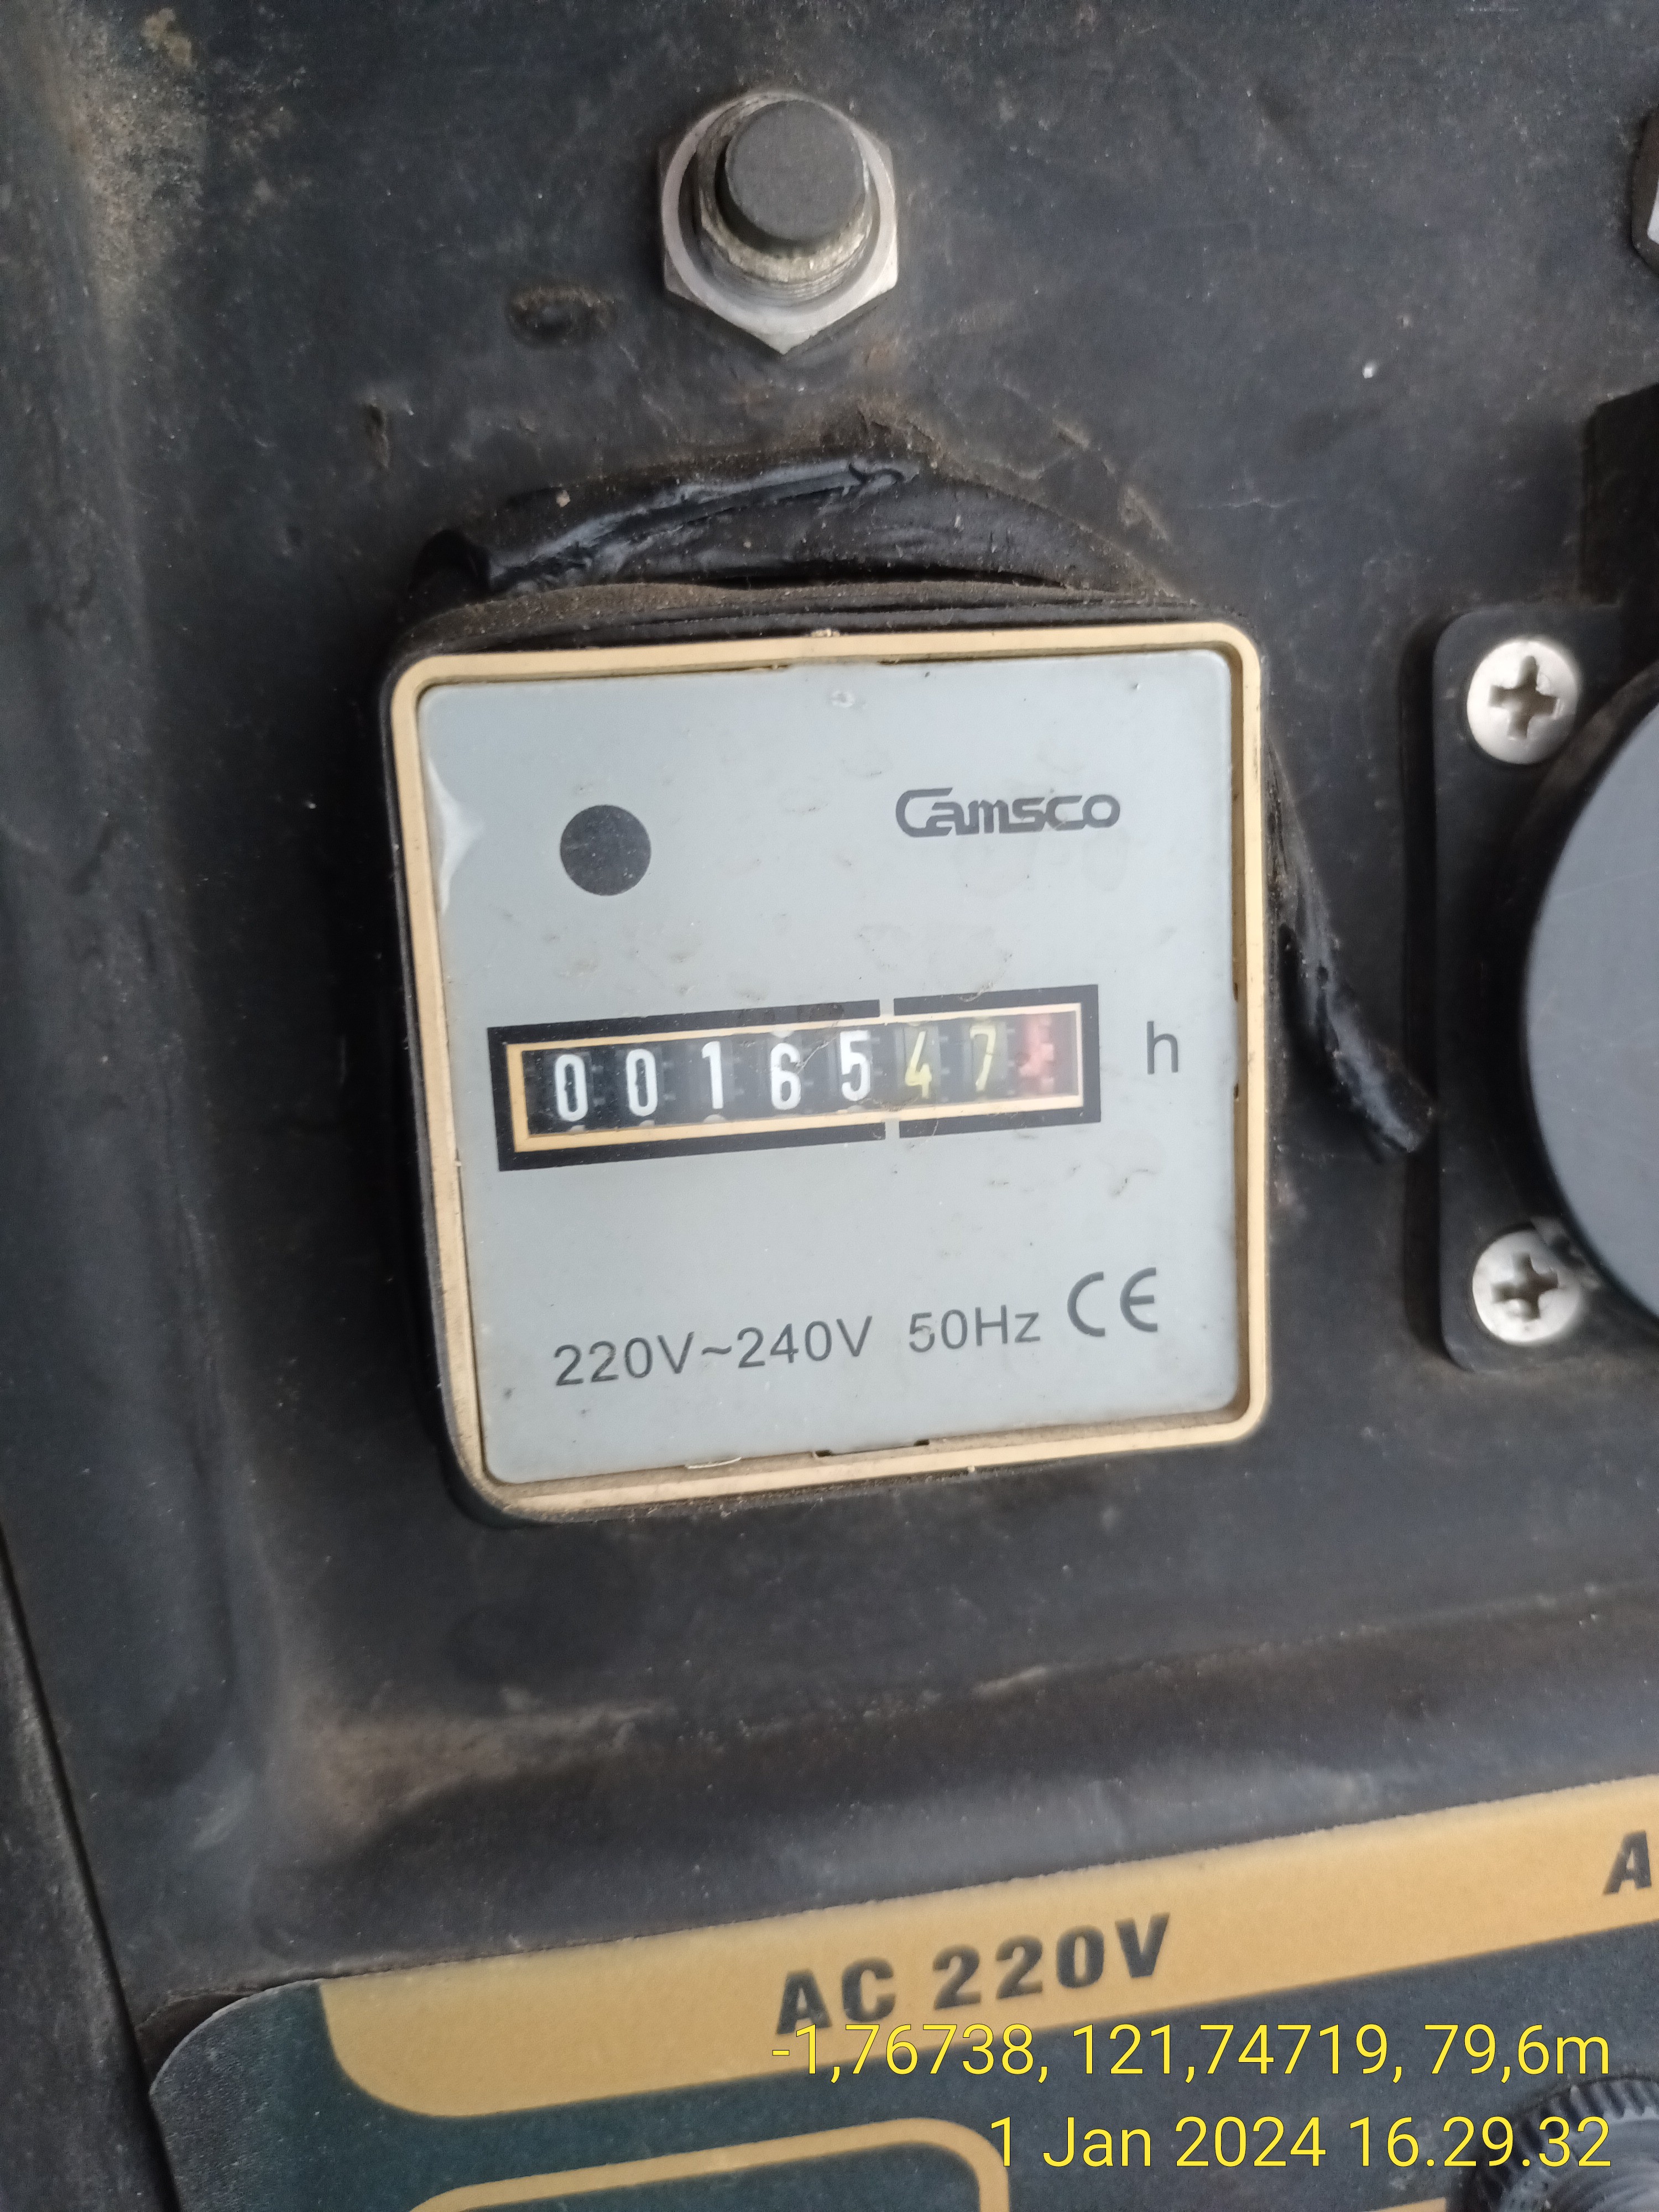 Camsco
0016547 h
220V~240V 50Hz CE
A
AC 220V
-1,76738, 121,74719, 79,6m
1 Jan 2024 16.29.32